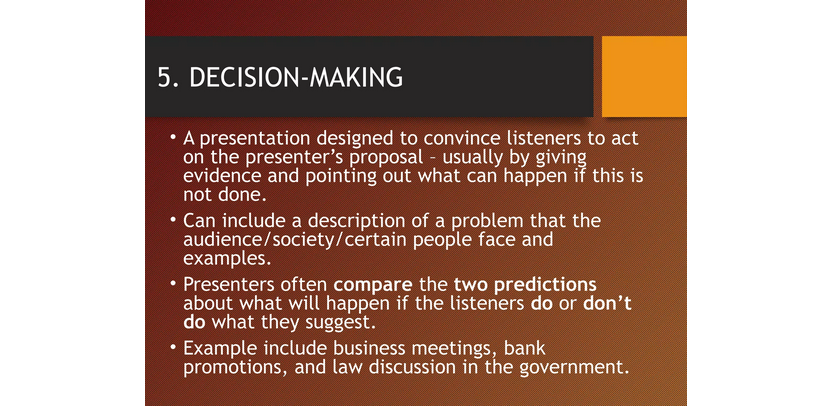 5. DECISION-MAKING
• A presentation designed to convince listeners to act
on the presenter’s proposal – usually by giving
evidence and pointing out what can happen if this is
not done.
• Can include a description of a problem that the
audience/society/certain people face and
examples.
• Presenters often compare the two predictions
about what will happen if the listeners do or don’t
do what they suggest.
• Example include business meetings, bank
promotions, and law discussion in the government.